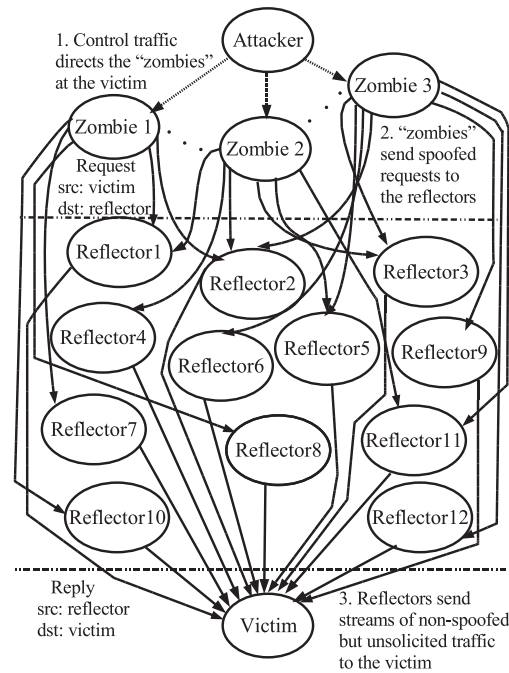 Attacker
1. Control traffic
directs the “zombies”
at the victim
Zombie 3
Zombie 1
Zombie 2
2. “zombies”
send spoofed
requests to
the reflectors
Request
src: victim
dst: reflector
Reflector1
Reflector2
Reflector3
Reflector4
Reflector6
Reflector5
Reflector9
Reflector7
Reflector8
Reflector11
Reflector10
Reflector12
Reply
src: reflector
dst: victim
Victim
3. Reflectors send
streams of non-spoofed
but unsolicited traffic
to the victim